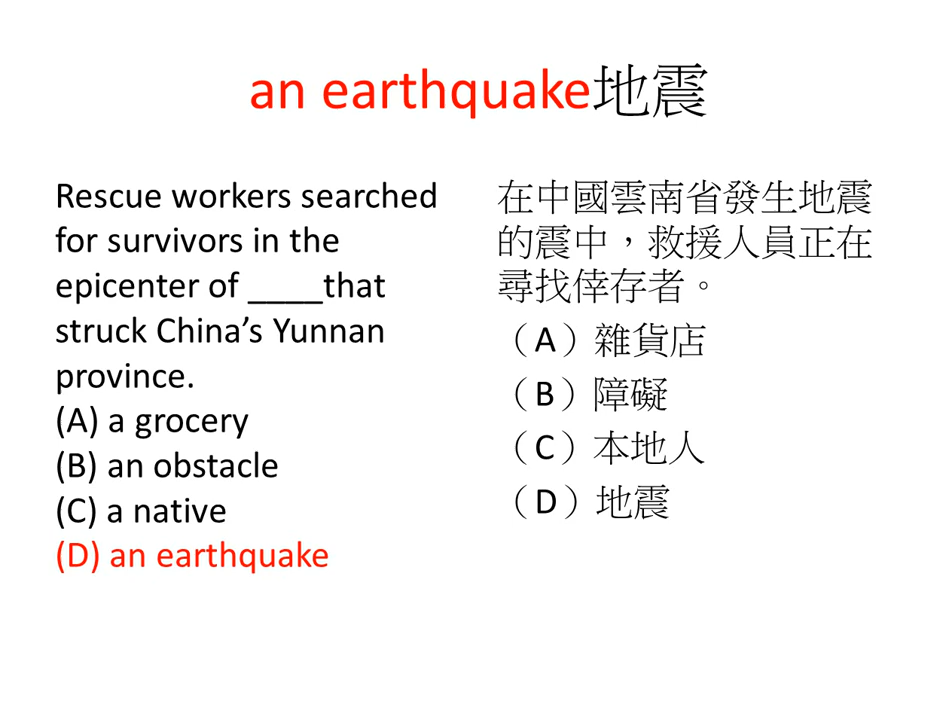 an earthquake地震
Rescue workers searched
for survivors in the
epicenter of ____that
struck China’s Yunnan
province.
(A) a grocery
(B) an obstacle
(C) a native
(D) an earthquake
在中國雲南省發生地震
的震中，救援人員正在
尋找倖存者。
（A）雜貨店
（B）障礙
（C）本地人
（D）地震